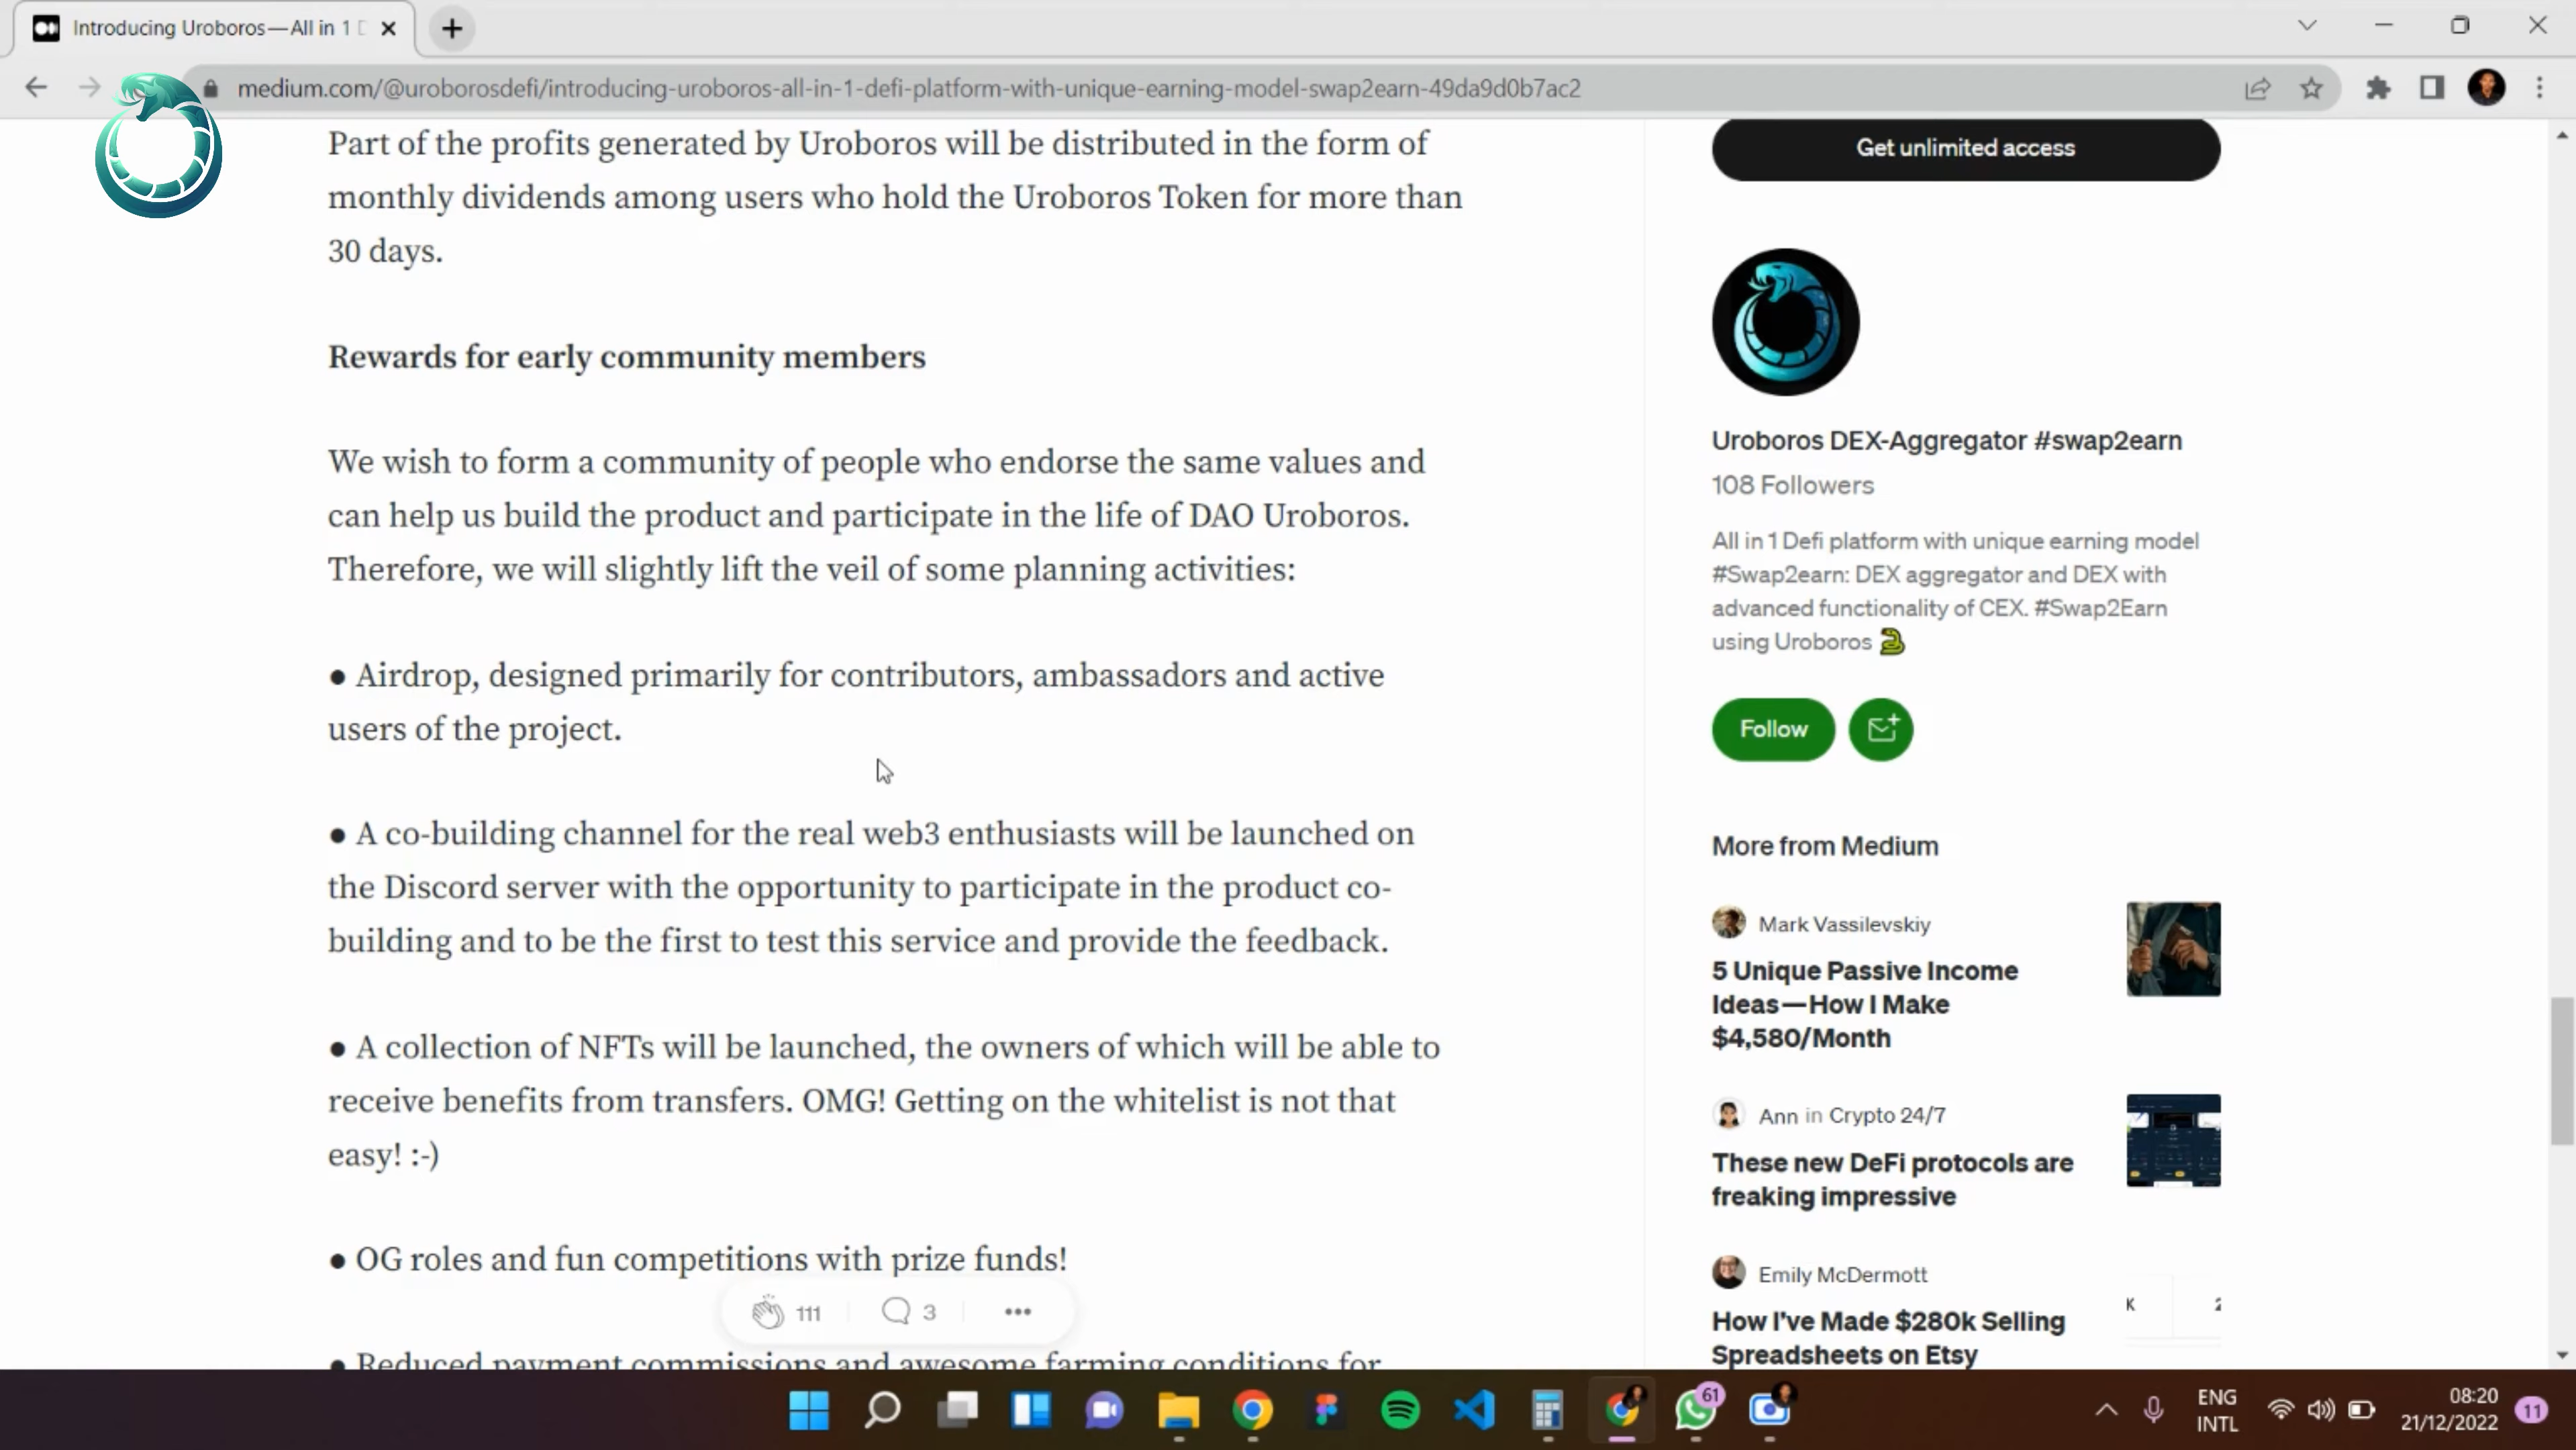 Introducing Uroboros — All in 1 D
medium.com/@uroborosdefi/introducing-uroboros-all-in-1-defi-platform-with-unique-earning-model-swap2earn-49da9d0b7ac2
Part of the profits generated by Uroboros will be distributed in the form of
monthly dividends among users who hold the Uroboros Token for more than
30 days.
Rewards for early community members
We wish to form a community of people who endorse the same values and
can help us build the product and participate in the life of DAO Uroboros.
Therefore, we will slightly lift the veil of some planning activities:
● Airdrop, designed primarily for contributors, ambassadors and active
users of the project.
● A co-building channel for the real web3 enthusiasts will be launched on
the Discord server with the opportunity to participate in the product co-
building and to be the first to test this service and provide the feedback.
● A collection of NFTs will be launched, the owners of which will be able to
receive benefits from transfers. OMG! Getting on the whitelist is not that
easy! :-)
● OG roles and fun competitions with prize funds!
111
3
● Reduced payment commissions and awesome farming conditions for
Get unlimited access
Uroboros DEX-Aggregator #swap2earn
108 Followers
All in 1 Defi platform with unique earning model
#Swap2earn: DEX aggregator and DEX with
advanced functionality of CEX. #Swap2Earn
using Uroboros 🐍
Follow
More from Medium
Mark Vassilevskiy
5 Unique Passive Income
Ideas — How I Make
$4,580/Month
Ann in Crypto 24/7
These new DeFi protocols are
freaking impressive
Emily McDermott
How I've Made $280k Selling
Spreadsheets on Etsy
K
61
ENG
INTL
08:20
21/12/2022
11